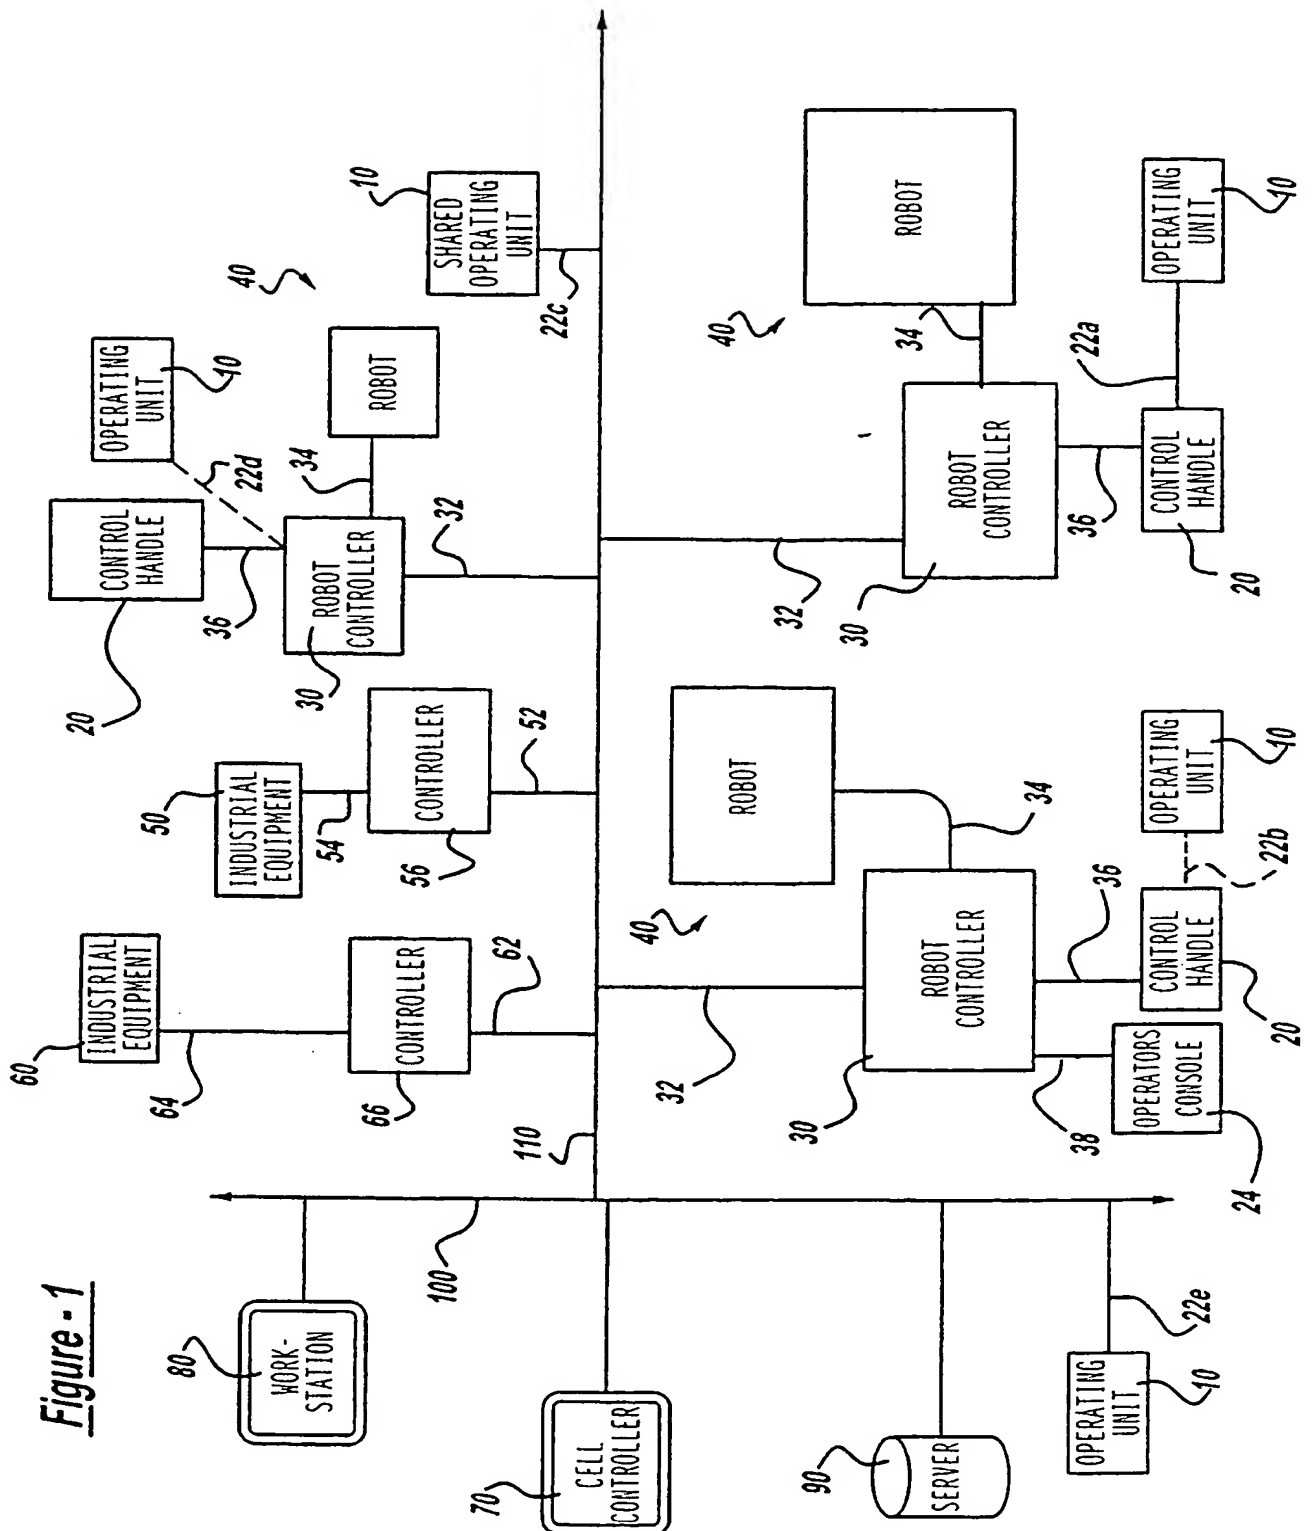 Figure - 1
80
WORK-
STATION
100
70
CELL
CONTROLLER
90
SERVER
OPERATING
UNIT
10
22e
60
INDUSTRIAL
EQUIPMENT
64
CONTROLLER
66
62
110
50
INDUSTRIAL
EQUIPMENT
54
CONTROLLER
56
52
20
CONTROL
HANDLE
36
OPERATING
UNIT
10
22d
30
ROBOT
CONTROLLER
34
ROBOT
32
40
SHARED
OPERATING
UNIT
10
22c
32
40
ROBOT
34
ROBOT
CONTROLLER
30
38
36
OPERATORS
CONSOLE
24
CONTROL
HANDLE
20
22b
OPERATING
UNIT
10
32
40
ROBOT
34
ROBOT
CONTROLLER
30
36
CONTROL
HANDLE
20
22a
OPERATING
UNIT
10